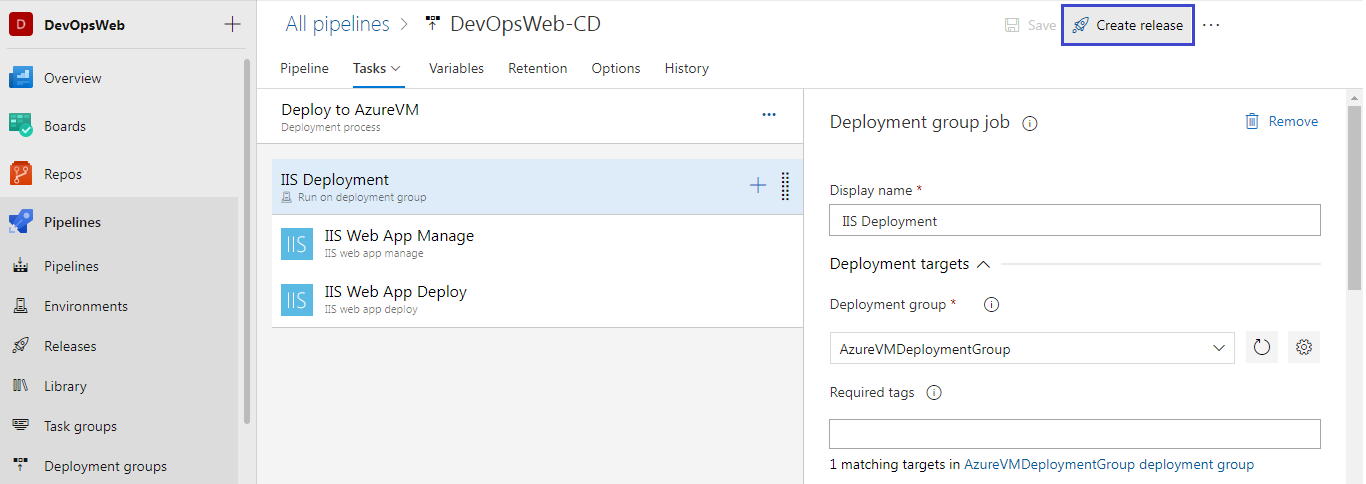 D DevOpsWeb
Overview
Boards
Repos
Pipelines
Pipelines
Environments
Releases
Library
Task groups
Deployment groups
All pipelines > DevOpsWeb-CD
Save
Create release
Pipeline Tasks Variables Retention Options History
Deploy to AzureVM
Deployment process
IIS Deployment
Run on deployment group
IIS IIS Web App Manage
IIS web app manage
IIS IIS Web App Deploy
IIS web app deploy
Deployment group job
Remove
Display name *
IIS Deployment
Deployment targets
Deployment group *
AzureVMDeploymentGroup
Required tags
1 matching targets in AzureVMDeploymentGroup deployment group